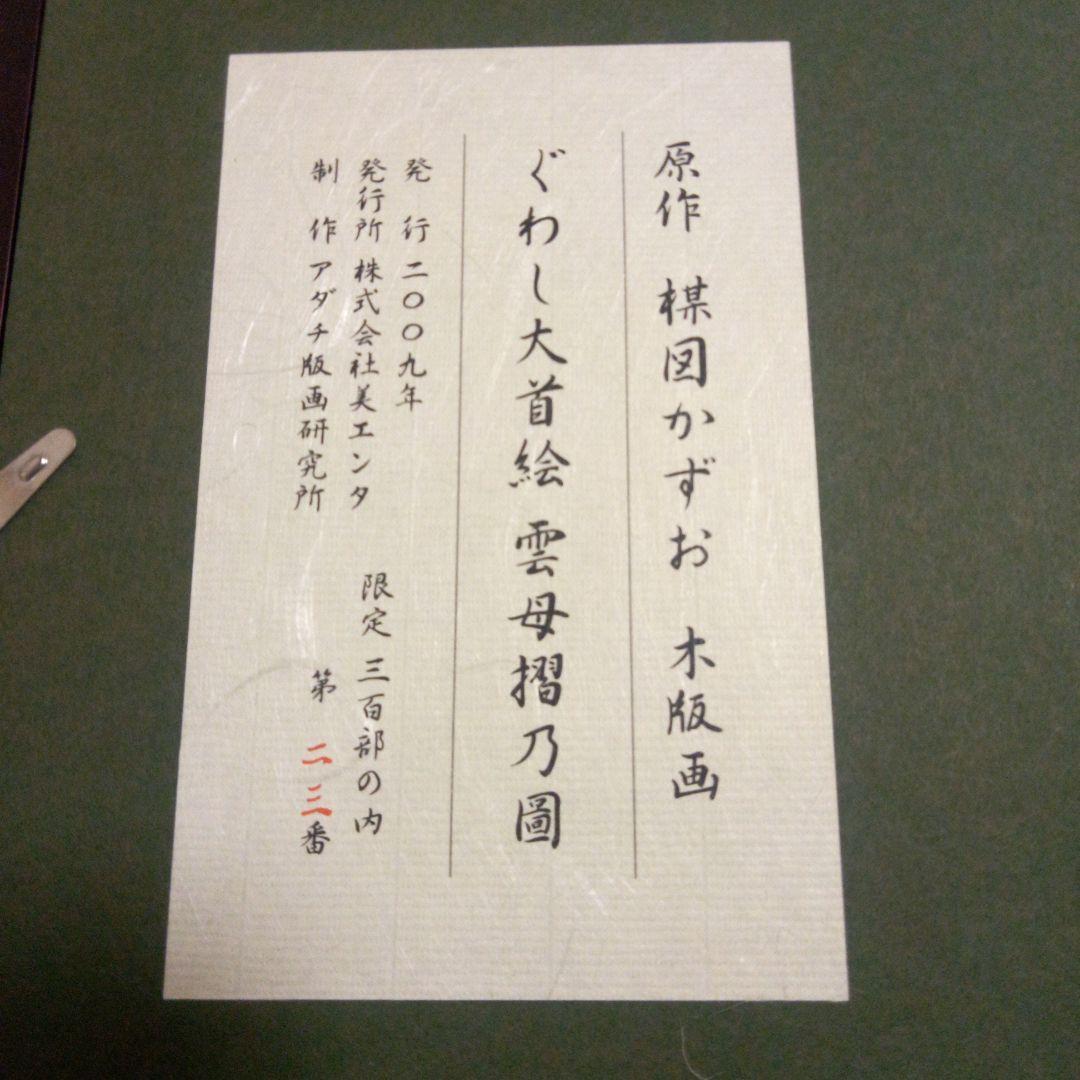 原作 楳図かずお 木版画
ぐわし大首絵 雲母摺乃圖
発行 二〇〇九年
発行所 株式会社美エンタ
制作 アダチ版画研究所
限定 三百部の内
第 二三番